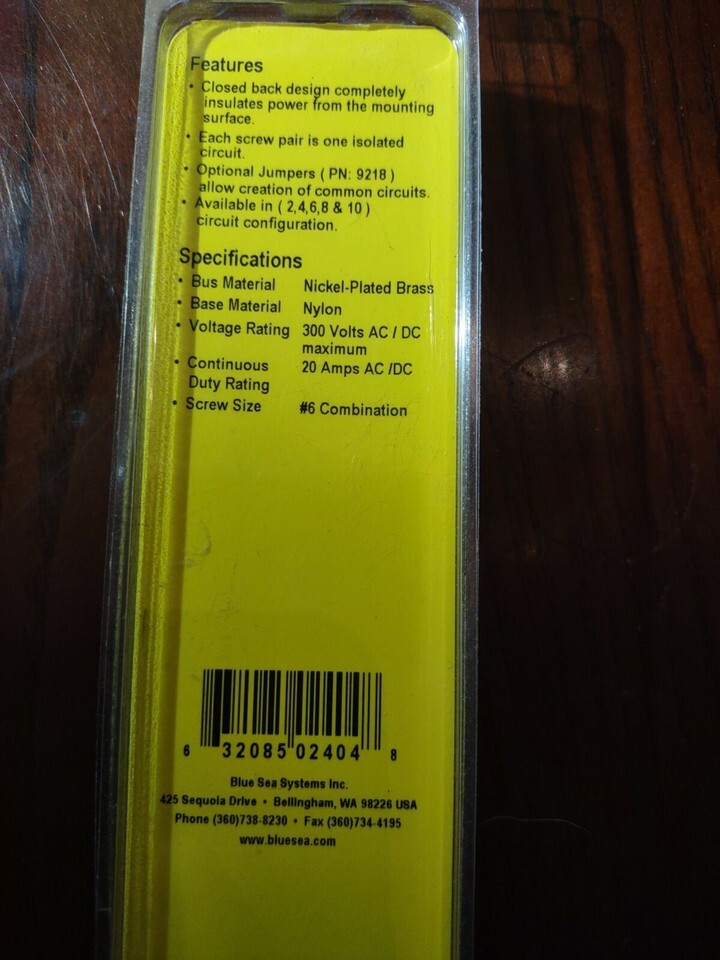 Features
• Closed back design completely
insulates power from the mounting
surface.
• Each screw pair is one isolated
circuit.
• Optional Jumpers ( PN: 9218 )
allow creation of common circuits.
• Available in ( 2,4,6,8 & 10 )
circuit configuration.
Specifications
• Bus Material Nickel-Plated Brass
• Base Material Nylon
• Voltage Rating 300 Volts AC / DC
maximum
• Continuous 20 Amps AC /DC
Duty Rating
• Screw Size #6 Combination
6 32085 02404 8
Blue Sea Systems Inc.
425 Sequoia Drive • Bellingham, WA 98226 USA
Phone (360)738-8230 • Fax (360)734-4195
www.bluesea.com